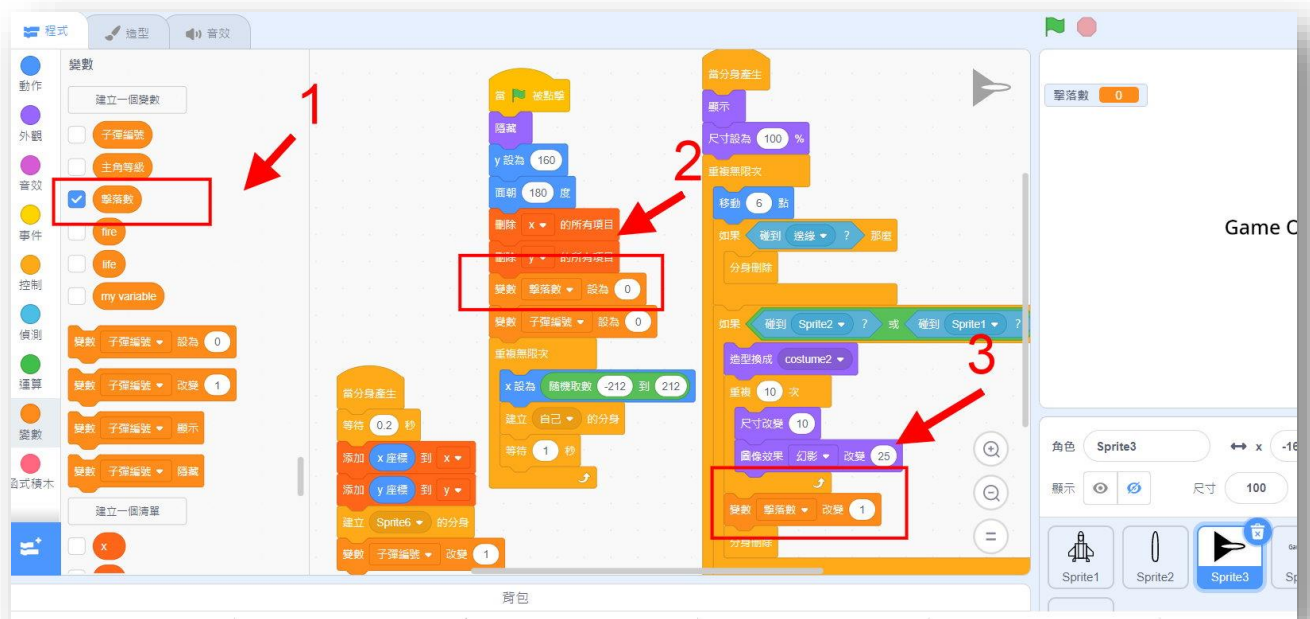 程式
造型
音效
動作
外觀
音效
事件
控制
偵測
運算
變數
函式積木
變數
建立一個變數
子彈編號
主角等級
擊落數
fire
life
my variable
變數 子彈編號 設為 0
變數 子彈編號 改變 1
變數 子彈編號 顯示
變數 子彈編號 隱藏
建立一個清單
x
1
當分身產生
等待 0.2 秒
添加 x 座標 到 x
添加 y 座標 到 y
建立 Sprite6 的分身
變數 子彈編號 改變 1
當 被點擊
隱藏
y 設為 160
面朝 180 度
刪除 x 的所有項目
刪除 y 的所有項目
變數 擊落數 設為 0
變數 子彈編號 設為 0
重複無限次
x 設為 隨機取數 -212 到 212
建立 自己 的分身
等待 1 秒
2
當分身產生
顯示
尺寸設為 100 %
重複無限次
移動 6 點
如果 碰到 邊緣 ? 那麼
分身刪除
如果 碰到 Sprite2 ? 或 碰到 Sprite1 ?
造型換成 costume2
重複 10 次
尺寸改變 10
圖像效果 幻影 改變 25
變數 擊落數 改變 1
分身刪除
3
背包
擊落數 0
Game O
角色 Sprite3 x -16
顯示 尺寸 100
Sprite1
Sprite2
Sprite3